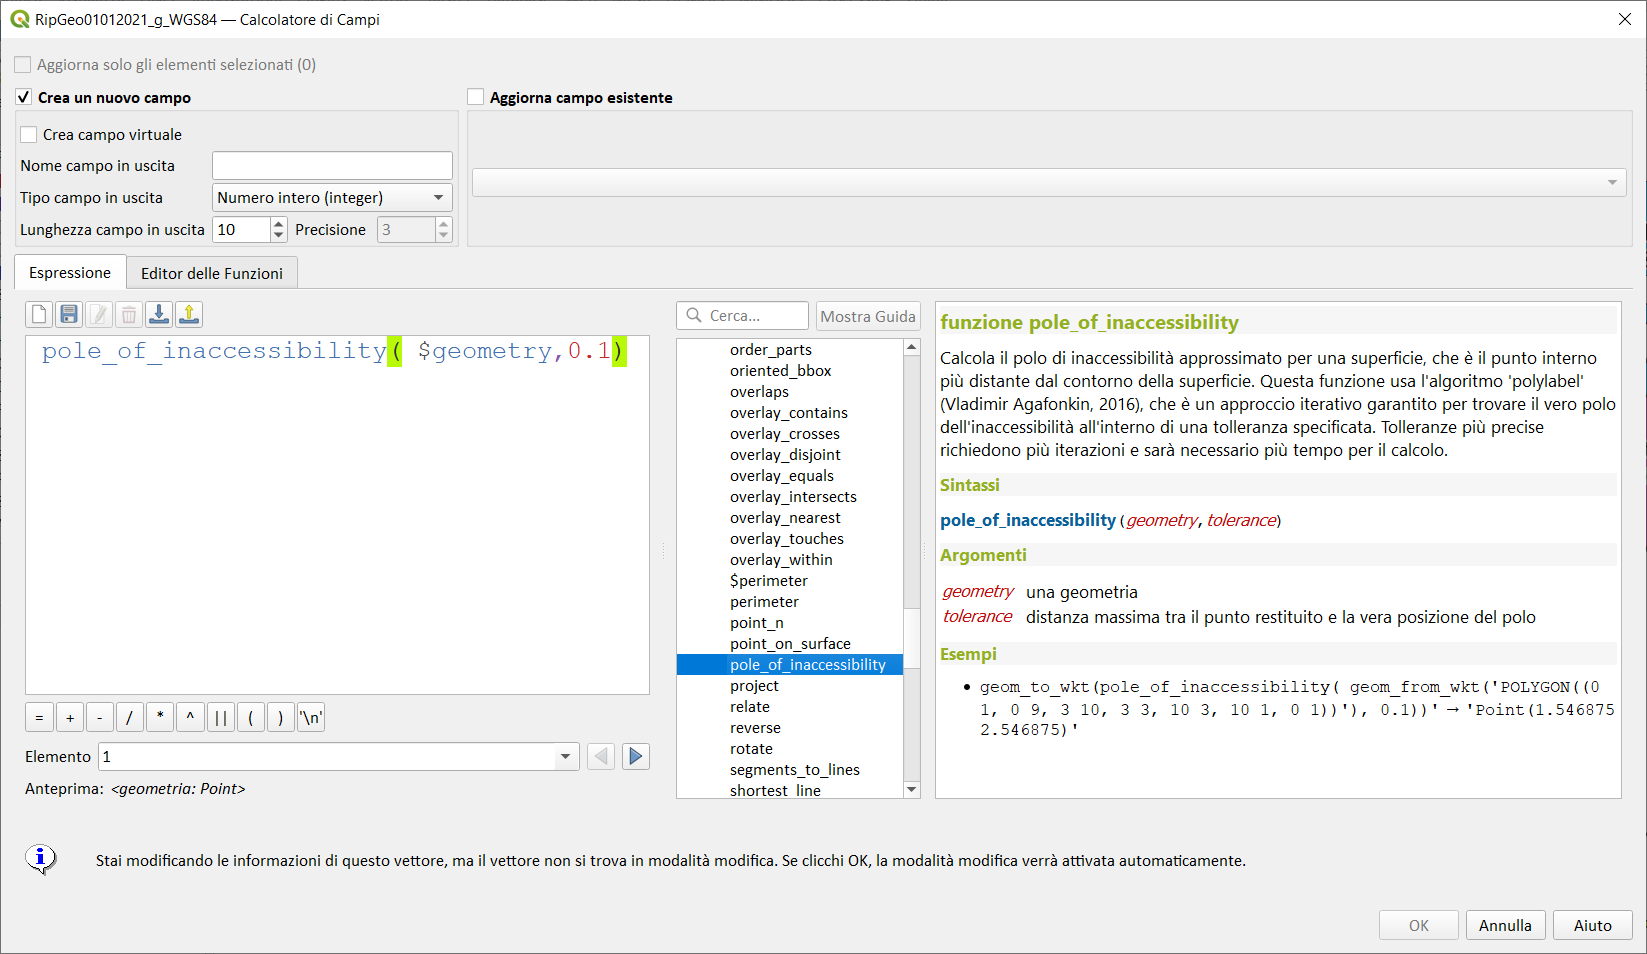 RipGeo01012021_g_WGS84 — Calcolatore di Campi
Aggiorna solo gli elementi selezionati (0)
Crea un nuovo campo
Aggiorna campo esistente
Crea campo virtuale
Nome campo in uscita
Tipo campo in uscita Numero intero (integer)
Lunghezza campo in uscita 10 Precisione 3
Espressione Editor delle Funzioni
pole_of_inaccessibility( $geometry,0.1)
= + - / * ^ || ( ) '\n'
Elemento 1
Anteprima: <geometria: Point>
Cerca... Mostra Guida
order_parts
oriented_bbox
overlaps
overlay_contains
overlay_crosses
overlay_disjoint
overlay_equals
overlay_intersects
overlay_nearest
overlay_touches
overlay_within
$perimeter
perimeter
point_n
point_on_surface
pole_of_inaccessibility
project
relate
reverse
rotate
segments_to_lines
shortest_line
funzione pole_of_inaccessibility
Calcola il polo di inaccessibilità approssimato per una superficie, che è il punto interno
più distante dal contorno della superficie. Questa funzione usa l'algoritmo 'polylabel'
(Vladimir Agafonkin, 2016), che è un approccio iterativo garantito per trovare il vero polo
dell'inaccessibilità all'interno di una tolleranza specificata. Tolleranze più precise
richiedono più iterazioni e sarà necessario più tempo per il calcolo.
Sintassi
pole_of_inaccessibility (geometry, tolerance)
Argomenti
geometry una geometria
tolerance distanza massima tra il punto restituito e la vera posizione del polo
Esempi
• geom_to_wkt(pole_of_inaccessibility( geom_from_wkt('POLYGON((0
1, 0 9, 3 10, 3 3, 10 3, 10 1, 0 1))'), 0.1))' → 'Point(1.546875
2.546875)'
Stai modificando le informazioni di questo vettore, ma il vettore non si trova in modalità modifica. Se clicchi OK, la modalità modifica verrà attivata automaticamente.
OK Annulla Aiuto